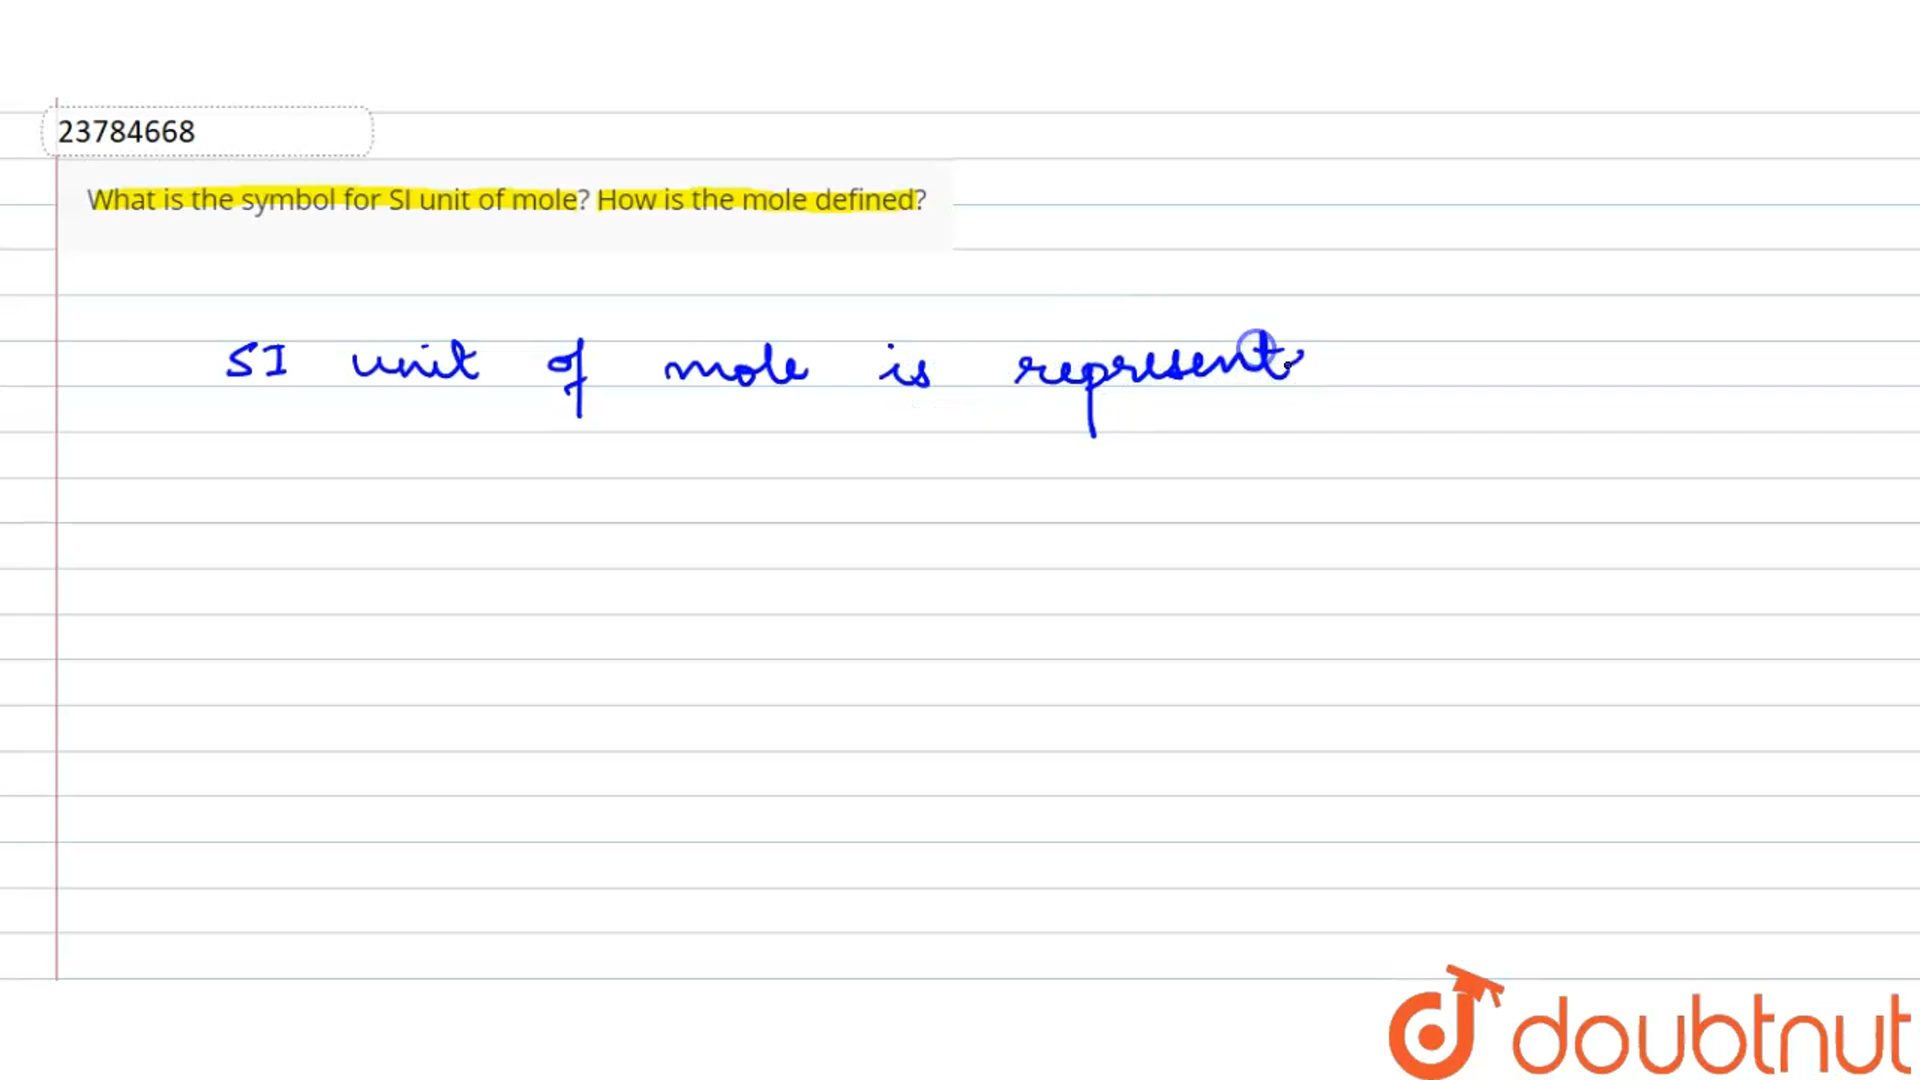 23784668
What is the symbol for SI unit of mole? How is the mole defined?
SI unit of mole is represent
doubtnut